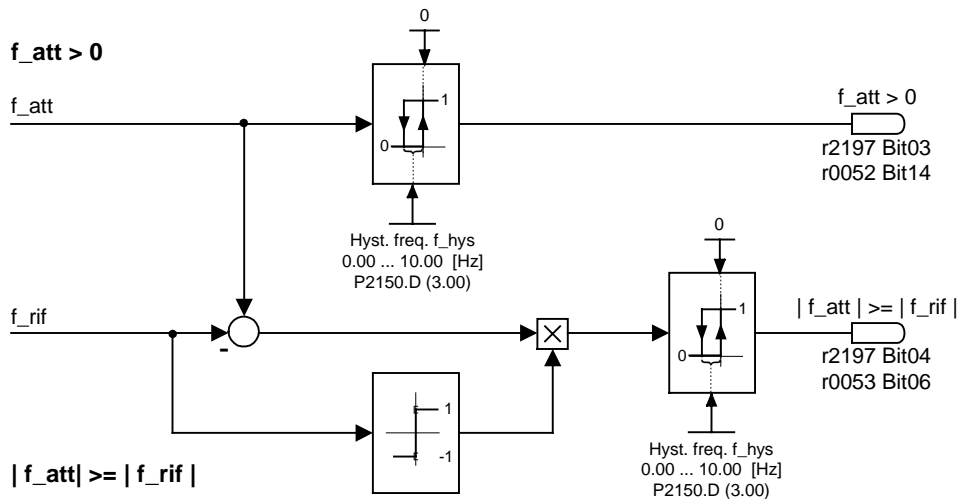 0
f_att > 0
f_att
1
0
f_att > 0
r2197 Bit03
r0052 Bit14
Hyst. freq. f_hys
0.00 ... 10.00 [Hz]
P2150.D (3.00)
0
f_rif
-
1
0
| f_att | >= | f_rif |
r2197 Bit04
r0053 Bit06
1
-1
Hyst. freq. f_hys
0.00 ... 10.00 [Hz]
P2150.D (3.00)
| f_att| >= | f_rif |